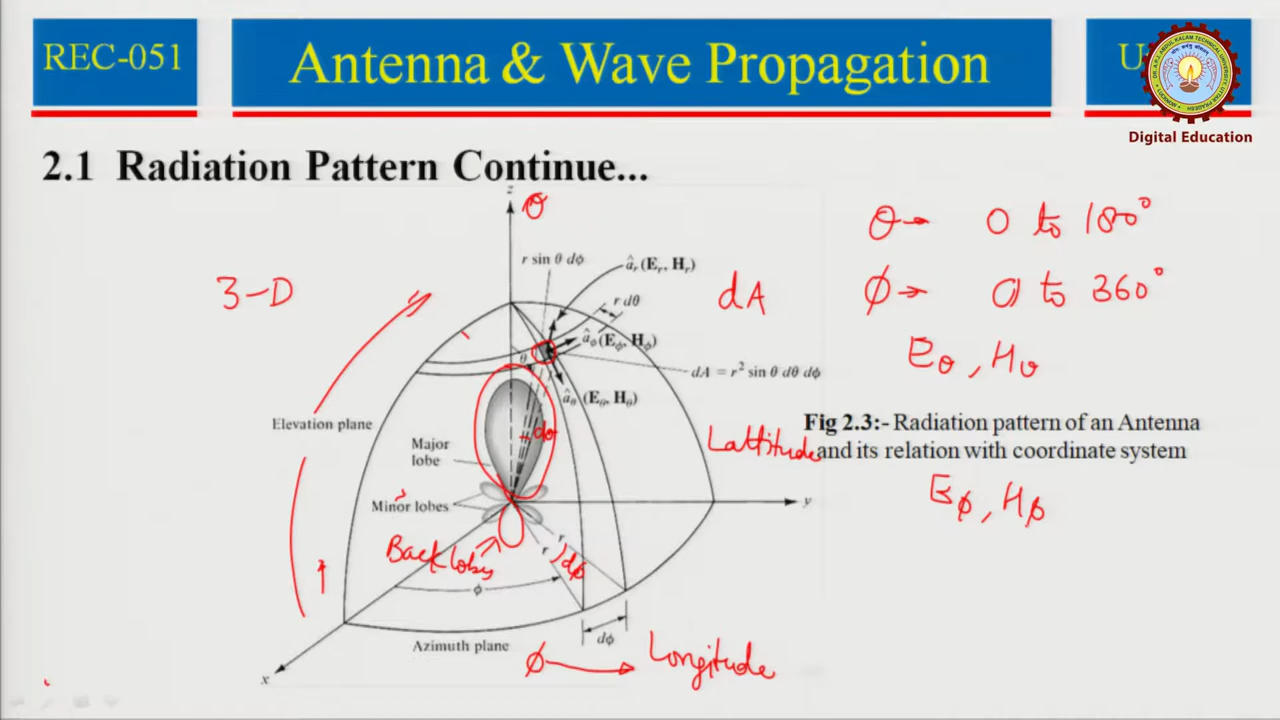 REC-051
Antenna & Wave Propagation
U
Digital Education
2.1 Radiation Pattern Continue...
z
θ
θ → 0 to 180°
r sin θ dϕ
â_r (E_r, H_r)
3-D
dA
ϕ → 0 to 360°
r dθ
â_ϕ (E_ϕ, H_ϕ)
θ
E_θ, H_θ
dA = r² sin θ dθ dϕ
â_θ (E_θ, H_θ)
Elevation plane
Fig 2.3:- Radiation pattern of an Antenna
and its relation with coordinate system
dθ
Lattitude
Major
lobe
Minor lobes
y
E_ϕ, H_ϕ
Back lobes
r
r
dϕ
ϕ
Azimuth plane
dϕ
ϕ → Longitude
x